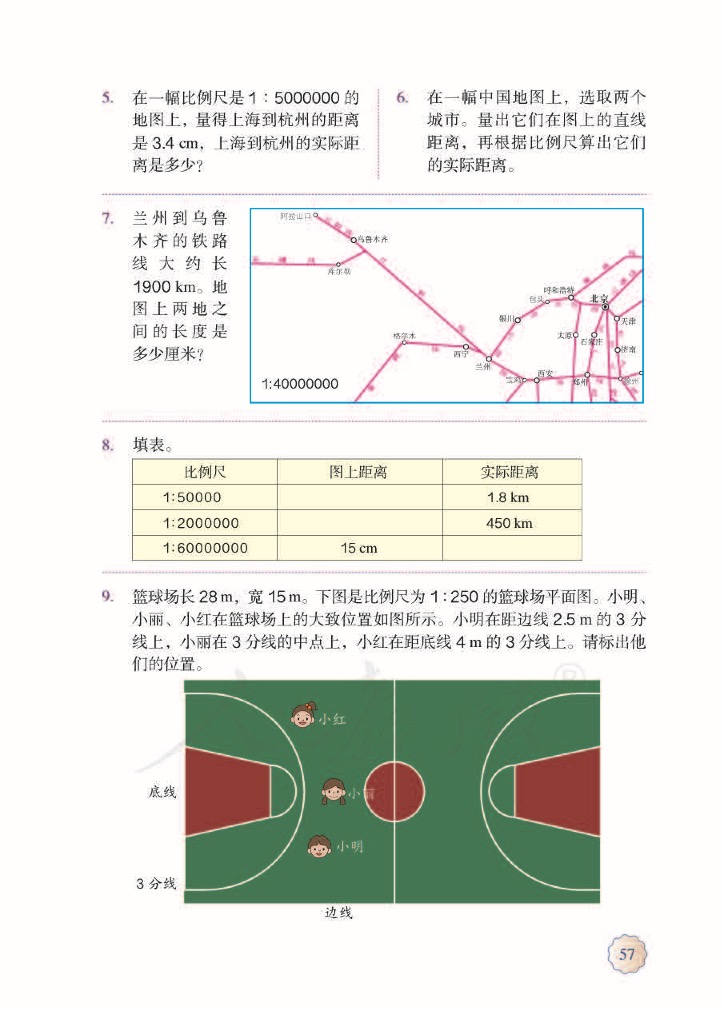 5. 在一幅比例尺是 1∶5000000 的
地图上，量得上海到杭州的距离
是 3.4 cm，上海到杭州的实际距
离是多少？
6. 在一幅中国地图上，选取两个
城市。量出它们在图上的直线
距离，再根据比例尺算出它们
的实际距离。
7. 兰州到乌鲁
木齐的铁路
线大约长
1900 km。地
图上两地之
间的长度是
多少厘米？
阿拉山口
乌鲁木齐
库尔勒
格尔木
西宁
兰州
银川
包头
呼和浩特
北京
天津
太原
石家庄
济南
宝鸡
西安
郑州
徐州
1:40000000
8. 填表。
比例尺 图上距离 实际距离
1:50000 1.8 km
1:2000000 450 km
1:60000000 15 cm
9. 篮球场长 28 m，宽 15 m。下图是比例尺为 1:250 的篮球场平面图。小明、
小丽、小红在篮球场上的大致位置如图所示。小明在距边线 2.5 m 的 3 分
线上，小丽在 3 分线的中点上，小红在距底线 4 m 的 3 分线上。请标出他
们的位置。
小红
底线
小丽
小明
3 分线
边线
57